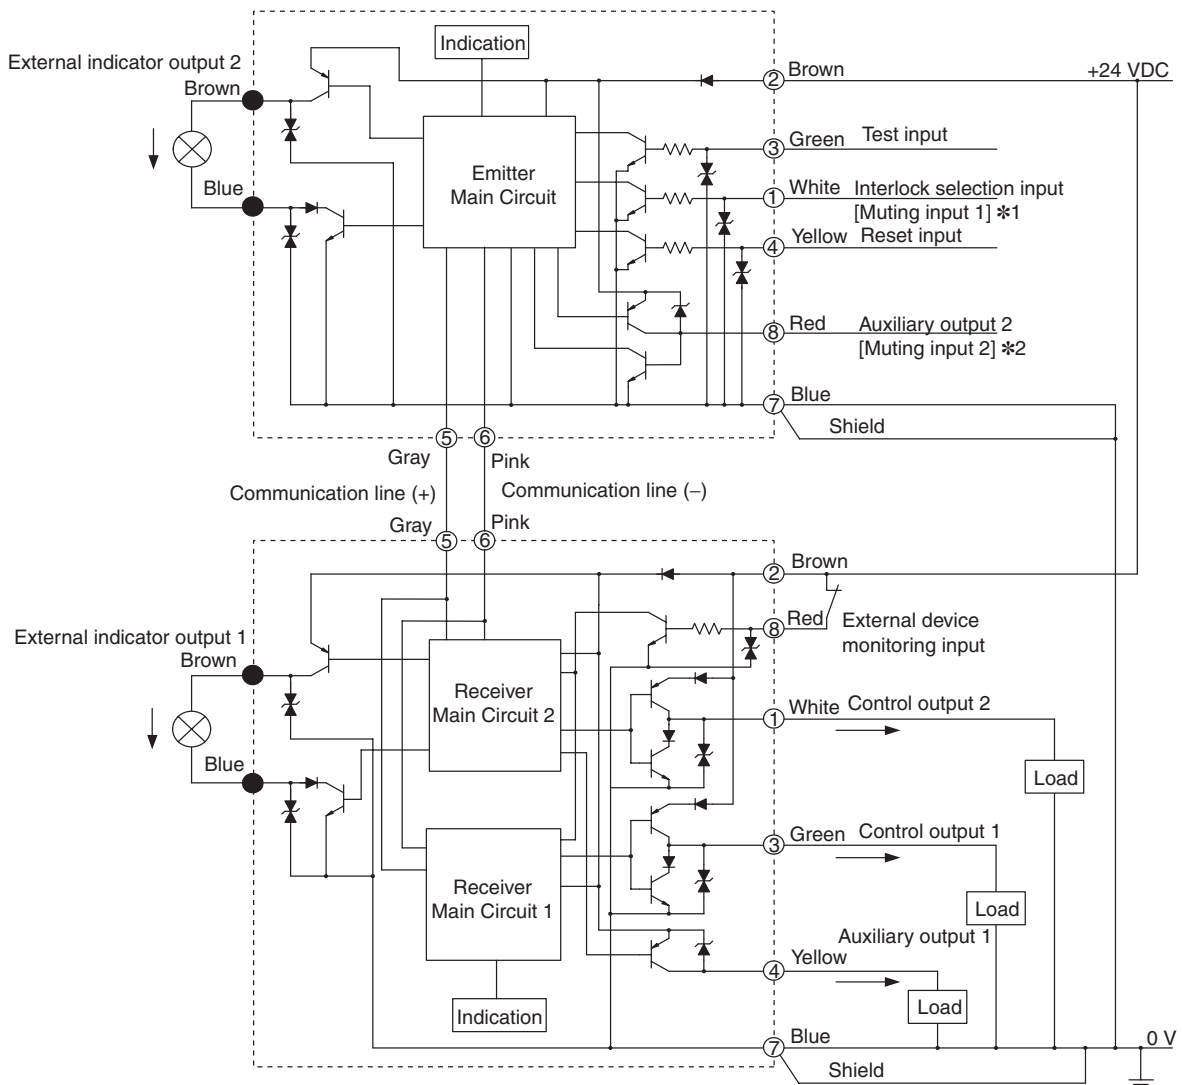 Indication
External indicator output 2
Brown
Blue
Emitter
Main Circuit
2 Brown
+24 VDC
3 Green Test input
1 White Interlock selection input
[Muting input 1] ✻1
4 Yellow Reset input
8 Red Auxiliary output 2
[Muting input 2] ✻2
7 Blue
Shield
5 6
Gray Pink
Communication line (+) Communication line (−)
Gray Pink
5 6
2 Brown
8 Red External device
monitoring input
External indicator output 1
Brown
Blue
Receiver
Main Circuit 2
1 White Control output 2
Load
Receiver
Main Circuit 1
3 Green Control output 1
Load
Auxiliary output 1
4 Yellow
Load
Indication
7 Blue
0 V
Shield